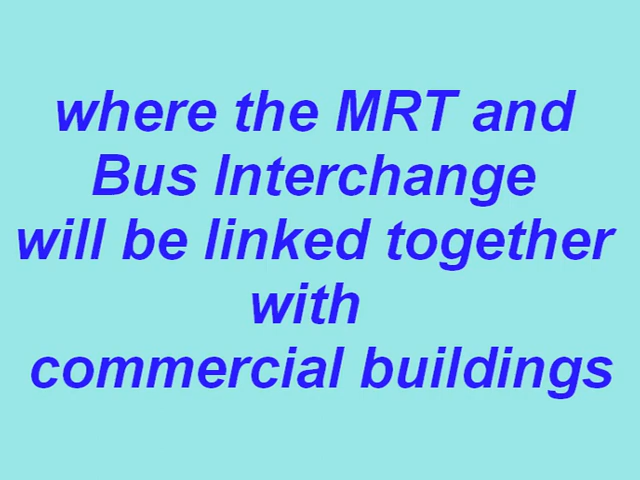 where the MRT and
Bus Interchange
will be linked together
with
commercial buildings